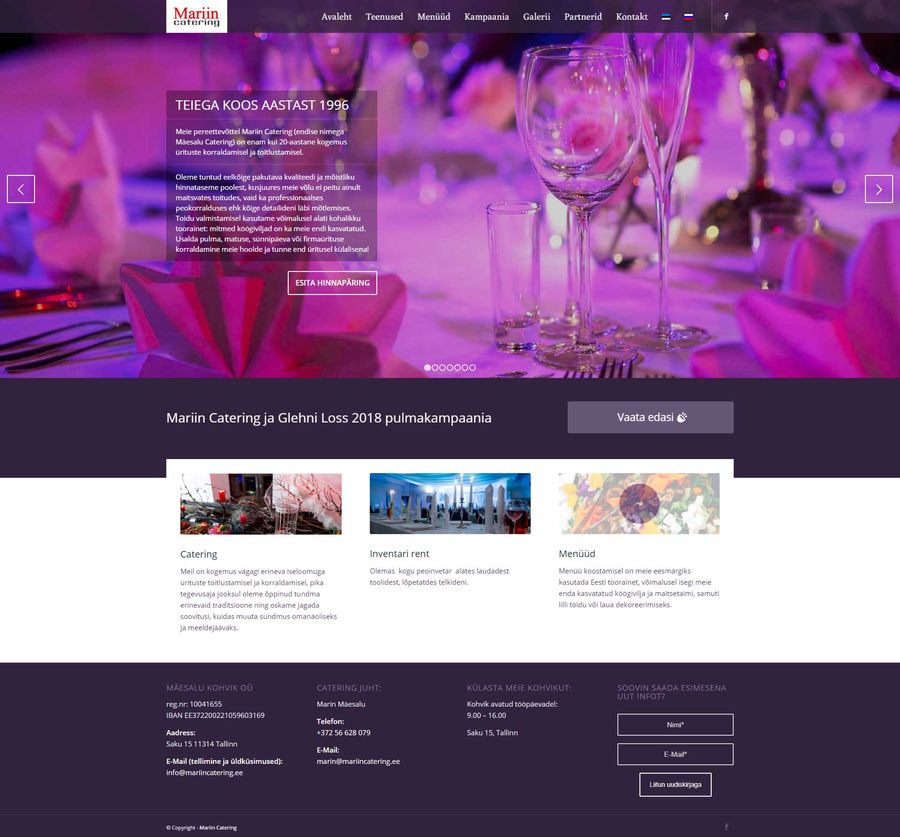 Mariin
catering
Avaleht Teenused Menüüd Kampaania Galerii Partnerid Kontakt
TEIEGA KOOS AASTAST 1996
Meie pereettevõttel Mariin Catering (endise nimega
Mäesalu Catering) on enam kui 20-aastane kogemus
ürituste korraldamisel ja toitlustamisel.
Oleme tuntud eelkõige pakutava kvaliteedi ja mõistliku
hinnataseme poolest, kusjuures meie võlu ei peitu ainult
maitsvates toitudes, vaid ka professionaalses
peokorralduses ehk kõige detailideni läbi mõtlemises.
Toidu valmistamisel kasutame võimalusel alati kohalikku
toorainet: mitmed köögiviljad on ka meie endi kasvatatud.
Usalda pulma, matuse, sünnipäeva või firmaürituse
korraldamine meie hoolde ja tunne end üritusel külalisena!
ESITA HINNAPÄRING
Mariin Catering ja Glehni Loss 2018 pulmakampaania
Vaata edasi
Catering
Meil on kogemus vägagi erineva iseloomuga
ürituste toitlustamisel ja korraldamisel, pika
tegevusaja jooksul oleme õppinud tundma
erinevaid traditsioone ning oskame jagada
soovitusi, kuidas muuta sündmus omanäoliseks
ja meeldejäävaks.
Inventari rent
Olemas kogu peoinvetar alates laudadest
toolidest, lõpetatdes telkideni.
Menüüd
Menüü koostamisel on meie eesmärgiks
kasutada Eesti toorainet, võimalusel isegi meie
enda kasvatatud köögivilja ja maitsetaimi, samuti
lilli toidu või laua dekoreerimiseks.
MÄESALU KOHVIK OÜ
reg.nr: 10041655
IBAN EE372200221059603169
Aadress:
Saku 15 11314 Tallinn
E-Mail (tellimine ja üldküsimused):
info@mariincatering.ee
CATERING JUHT:
Marin Mäesalu
Telefon:
+372 56 628 079
E-Mail:
marin@mariincatering.ee
KÜLASTA MEIE KOHVIKUT:
Kohvik avatud tööpäevadel:
9.00 – 16.00
Saku 15, Tallinn
SOOVIN SAADA ESIMESENA
UUT INFOT?
Nimi*
E-Mail*
Liitun uudiskirjaga
© Copyright - Mariin Catering